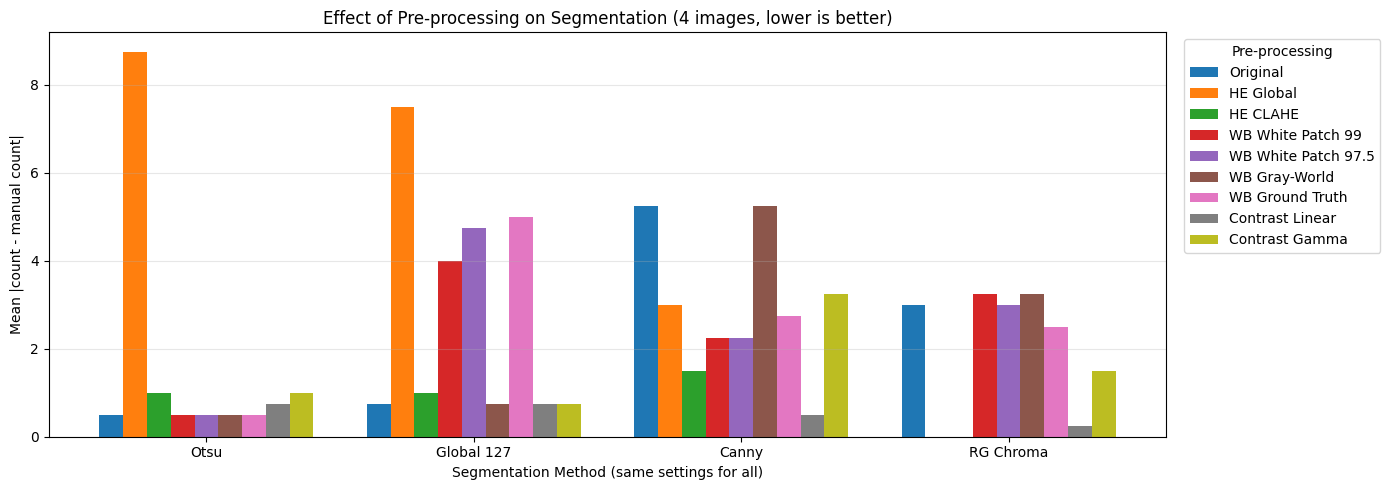 Effect of Pre-processing on Segmentation (4 images, lower is better)
Mean |count - manual count|
8
6
4
2
0
Otsu
Global 127
Canny
RG Chroma
Segmentation Method (same settings for all)
Pre-processing
Original
HE Global
HE CLAHE
WB White Patch 99
WB White Patch 97.5
WB Gray-World
WB Ground Truth
Contrast Linear
Contrast Gamma